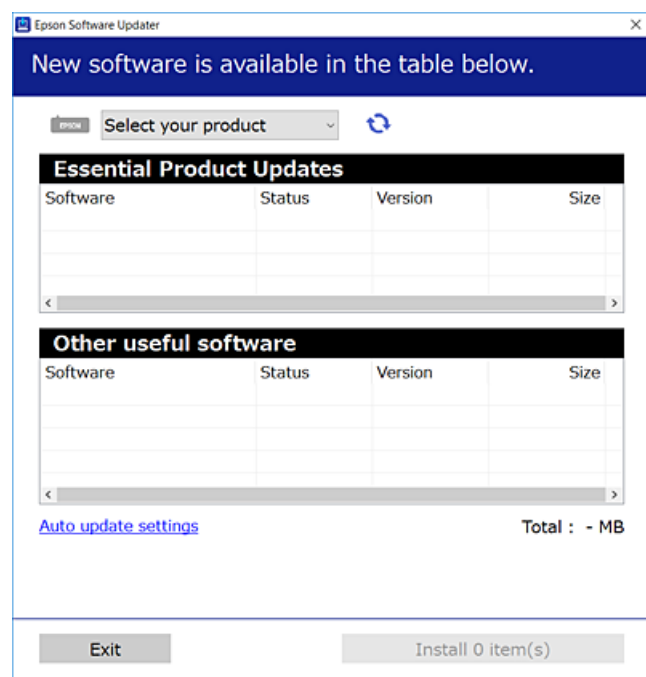 Epson Software Updater
New software is available in the table below.
EPSON Select your product
Essential Product Updates
Software Status Version Size
Other useful software
Software Status Version Size
Auto update settings Total : - MB
Exit Install 0 item(s)